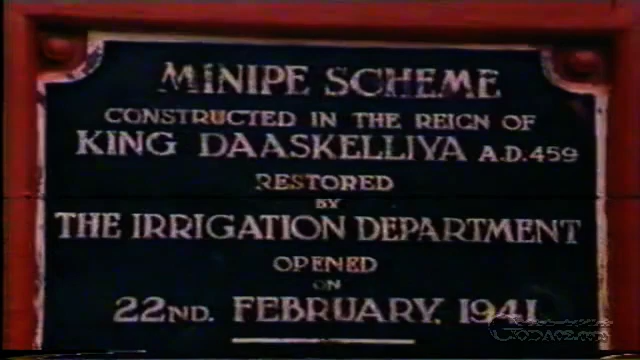 MINIPE SCHEME
CONSTRUCTED IN THE REIGN OF
KING DAASKELLIYA A.D.459
RESTORED
BY
THE IRRIGATION DEPARTMENT
OPENED
ON
22ND. FEBRUARY, 1941